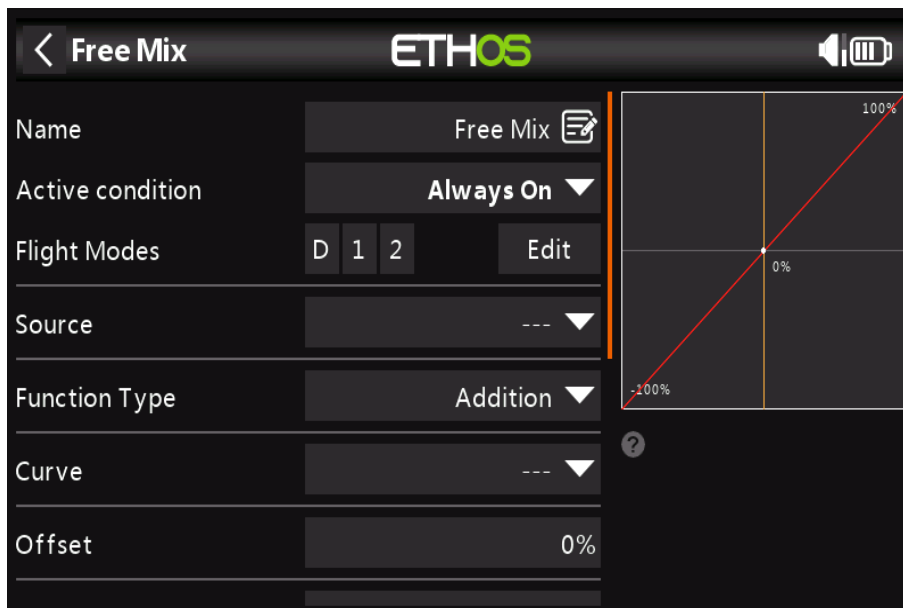 Free Mix
ETHOS
Name
Free Mix
Active condition
Always On
Flight Modes
D 1 2
Edit
Source
---
Function Type
Addition
Curve
---
Offset
0%
100%
0%
-100%
?